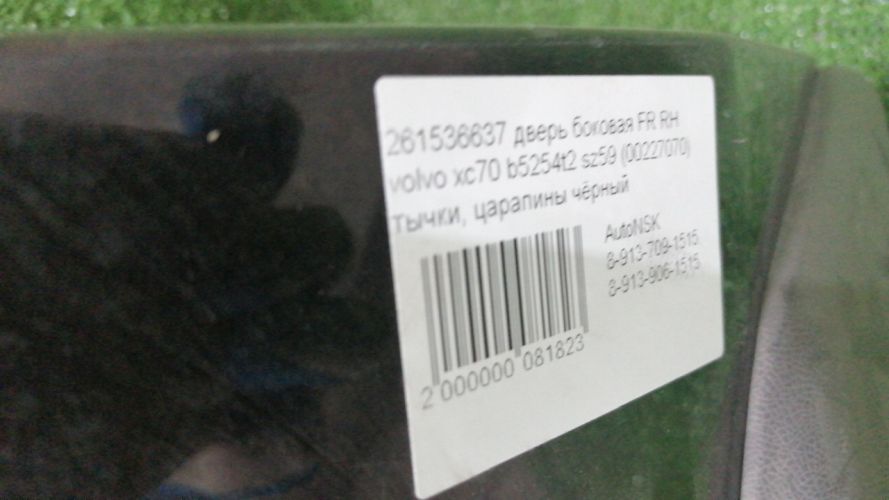 261536637 дверь боковая FR RH
volvo xc70 b5254t2 sz59 (00227070)
тычки, царапины чёрный
AutoNSK
8-913-709-1515
8-913-906-1515
2 000000 081823